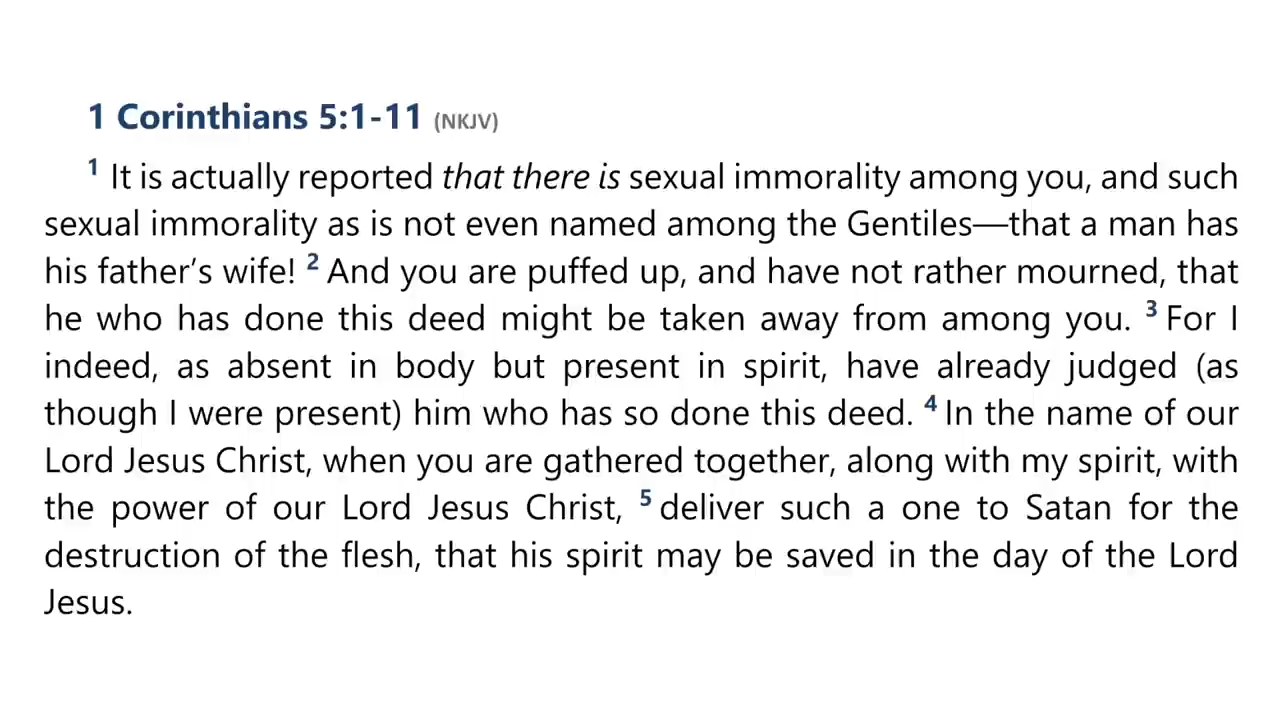 1 Corinthians 5:1-11 (NKJV)
1 It is actually reported that there is sexual immorality among you, and such
sexual immorality as is not even named among the Gentiles—that a man has
his father’s wife! 2 And you are puffed up, and have not rather mourned, that
he who has done this deed might be taken away from among you. 3 For I
indeed, as absent in body but present in spirit, have already judged (as
though I were present) him who has so done this deed. 4 In the name of our
Lord Jesus Christ, when you are gathered together, along with my spirit, with
the power of our Lord Jesus Christ, 5 deliver such a one to Satan for the
destruction of the flesh, that his spirit may be saved in the day of the Lord
Jesus.